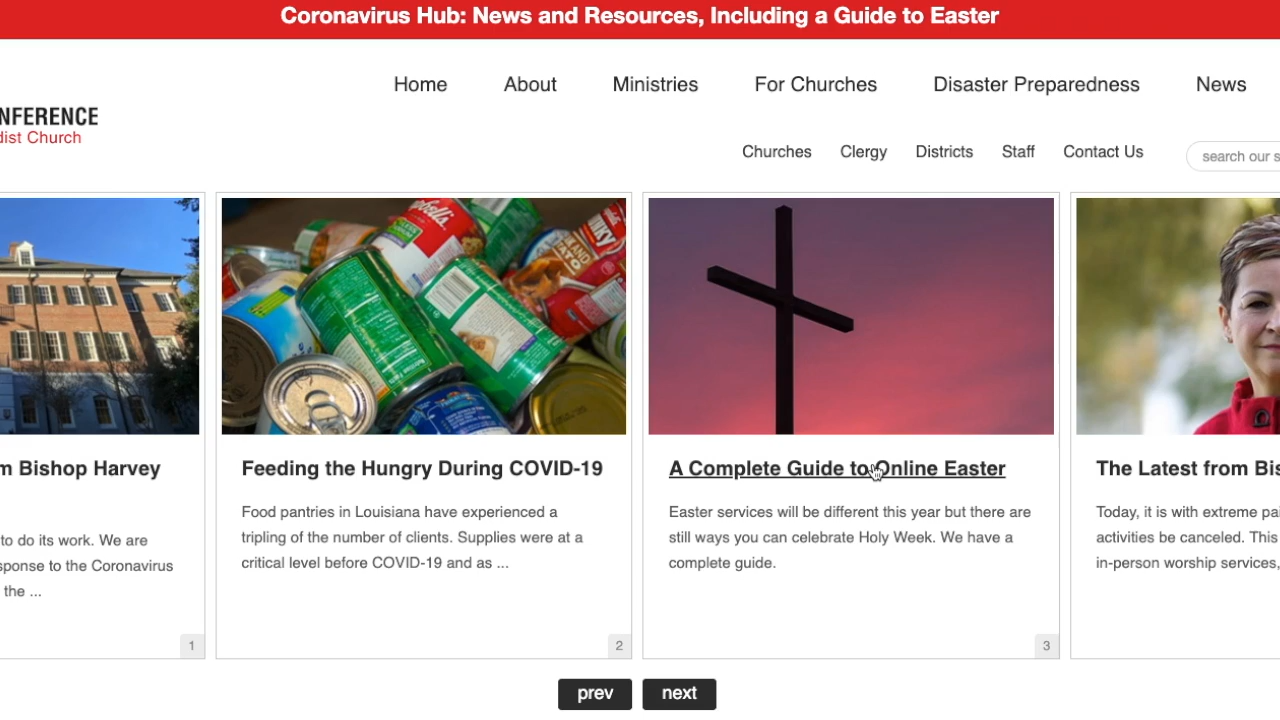 Coronavirus Hub: News and Resources, Including a Guide to Easter
Home About Ministries For Churches Disaster Preparedness News
NFERENCE
dist Church
Churches Clergy Districts Staff Contact Us
search our s
m Bishop Harvey
to do its work. We are
sponse to the Coronavirus
the ...
1
Campbell's
Feeding the Hungry During COVID-19
Food pantries in Louisiana have experienced a
tripling of the number of clients. Supplies were at a
critical level before COVID-19 and as ...
2
A Complete Guide to Online Easter
Easter services will be different this year but there are
still ways you can celebrate Holy Week. We have a
complete guide.
3
The Latest from Bis
Today, it is with extreme pai
activities be canceled. This
in-person worship services,
prev next